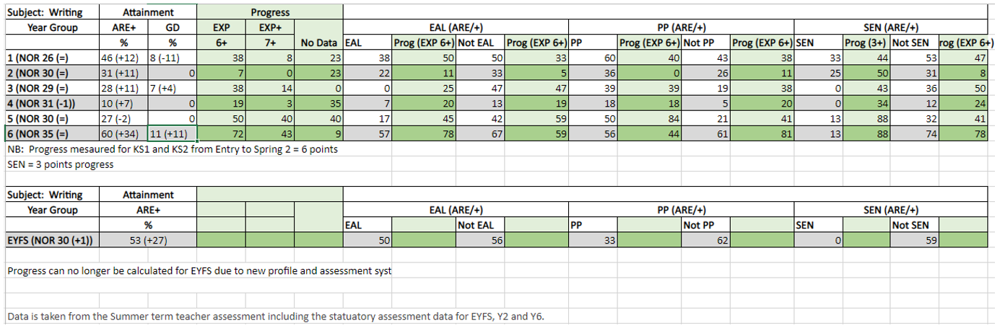 Subject: Writing Attainment Progress
Year Group ARE+ GD EXP EXP+ EAL (ARE/+) PP (ARE/+) SEN (ARE/+)
% % 6+ 7+ No Data EAL Prog (EXP 6+) Not EAL Prog (EXP 6+) PP Prog (EXP 6+) Not PP Prog (EXP 6+) SEN Prog (3+) Not SEN rog (EXP 6+)
1 (NOR 26 (=) 46 (+12) 8 (-11) 38 8 23 38 50 50 33 60 40 43 38 33 44 53 47
2 (NOR 30 (=) 31 (+11) 0 7 0 23 22 11 33 5 36 0 26 11 25 50 31 8
3 (NOR 29 (=) 28 (+11) 7 (+4) 38 14 0 0 25 47 47 39 39 19 38 0 43 36 50
4 (NOR 31 (-1)) 10 (+7) 0 19 3 35 7 20 13 19 18 18 5 20 0 34 12 24
5 (NOR 30 (=) 27 (-2) 0 50 40 40 17 45 42 59 50 84 21 41 13 88 32 41
6 (NOR 35 (=) 60 (+34) 11 (+11) 72 43 9 57 78 67 59 56 44 61 81 13 88 74 78
NB: Progress mesaured for KS1 and KS2 from Entry to Spring 2 = 6 points
SEN = 3 points progress
Subject: Writing Attainment
Year Group ARE+ EAL (ARE/+) PP (ARE/+) SEN (ARE/+)
% EAL Not EAL PP Not PP SEN Not SEN
EYFS (NOR 30 (+1)) 53 (+27) 50 56 33 62 0 59
Progress can no longer be calculated for EYFS due to new profile and assessment syst
Data is taken from the Summer term teacher assessment including the statuatory assessment data for EYFS, Y2 and Y6.